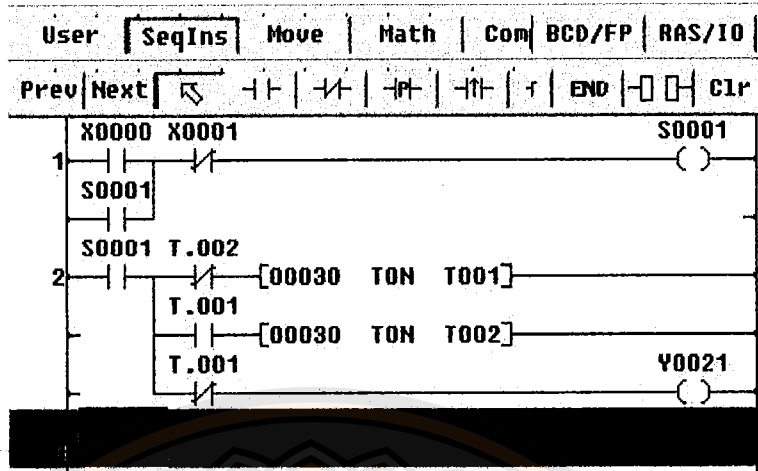 User SeqIns Move Math Com BCD/FP RAS/IO
Prev Next P END Clr
X0000 X0001 S0001
1
S0001
S0001 T.002
2 [00030 TON T001]
T.001
[00030 TON T002]
T.001 Y0021